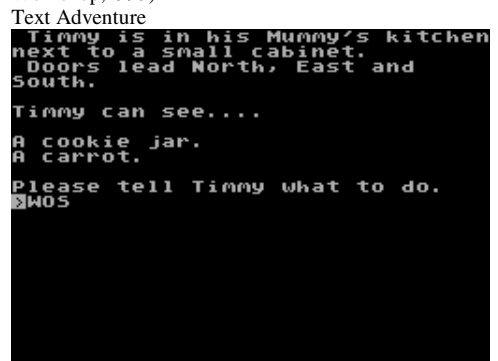 Text Adventure
Timmy is in his Mummy's kitchen
next to a small cabinet.
Doors lead North, East and
South.
Timmy can see....
A cookie jar.
A carrot.
Please tell Timmy what to do.
>WOS